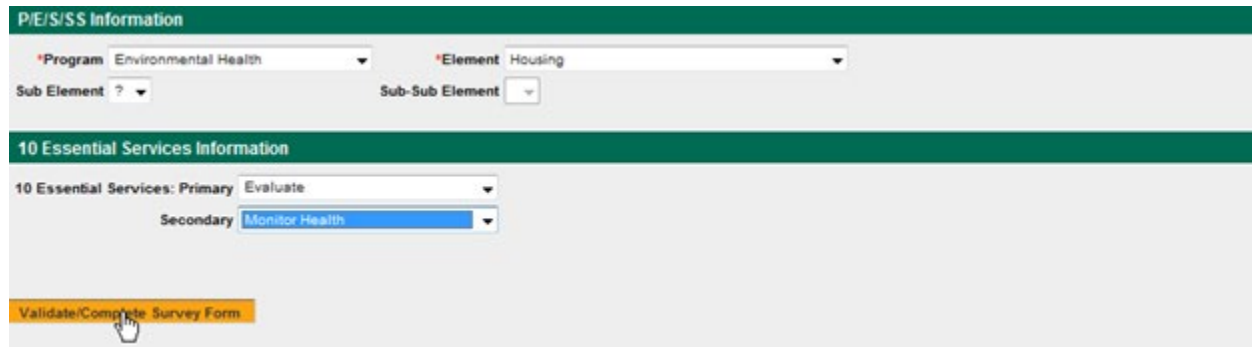 P/E/S/SS Information
*Program Environmental Health *Element Housing
Sub Element ? Sub-Sub Element
10 Essential Services Information
10 Essential Services: Primary Evaluate
Secondary Monitor Health
Validate/Complete Survey Form